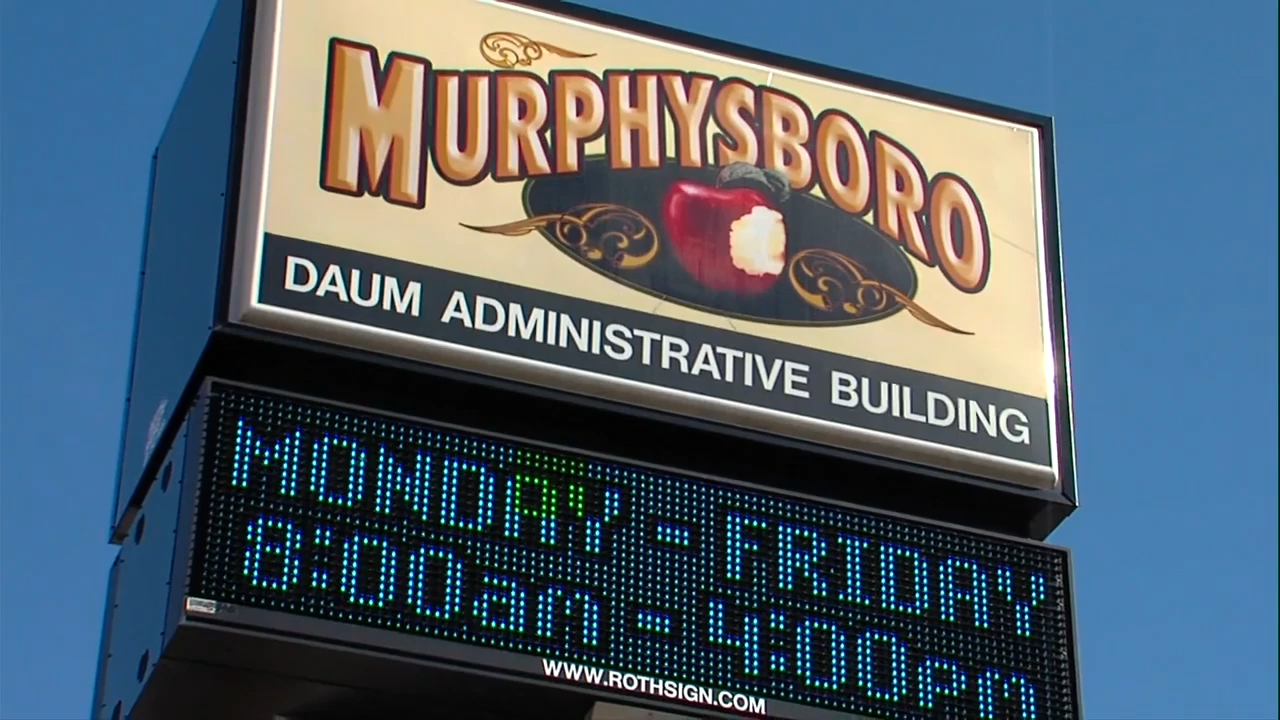 MURPHYSBORO
DAUM ADMINISTRATIVE BUILDING
MONDAY - FRIDAY
8:00am - 4:00pm
WWW.ROTHSIGN.COM